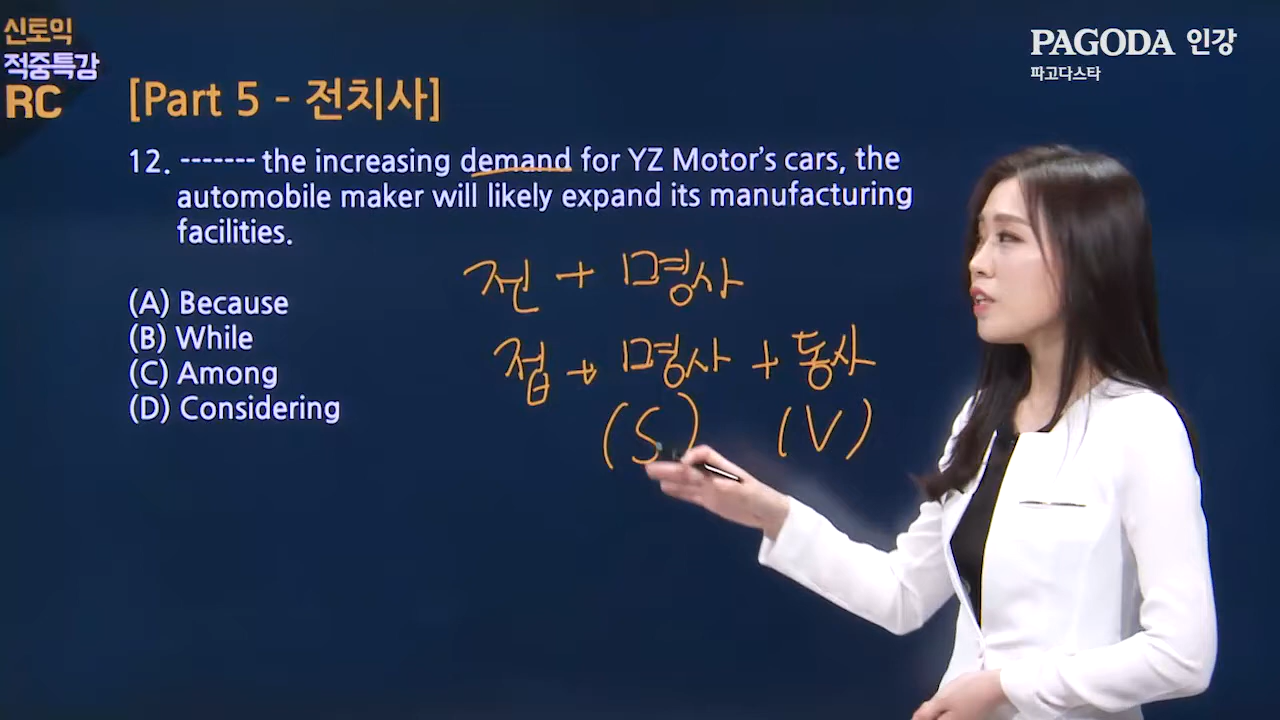 신토익
적중특강
RC
PAGODA 인강
파고다스타
[Part 5 - 전치사]
12. ------- the increasing demand for YZ Motor's cars, the
automobile maker will likely expand its manufacturing
facilities.
(A) Because
(B) While
(C) Among
(D) Considering
전 + 명사
접 + 명사 + 동사
(S) (V)